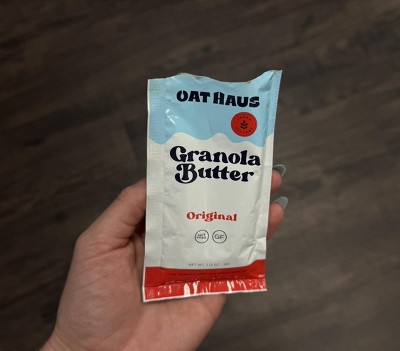 OAT HAUS
Granola
Butter
Original
GF